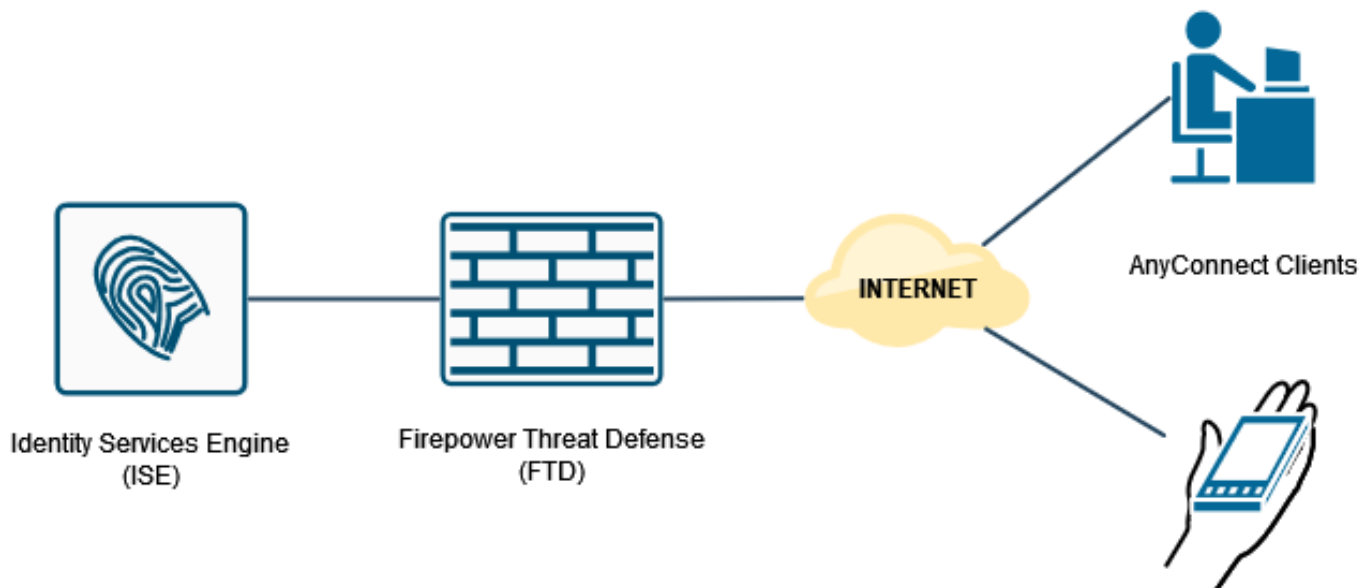 Identity Services Engine
(ISE)
Firepower Threat Defense
(FTD)
INTERNET
AnyConnect Clients